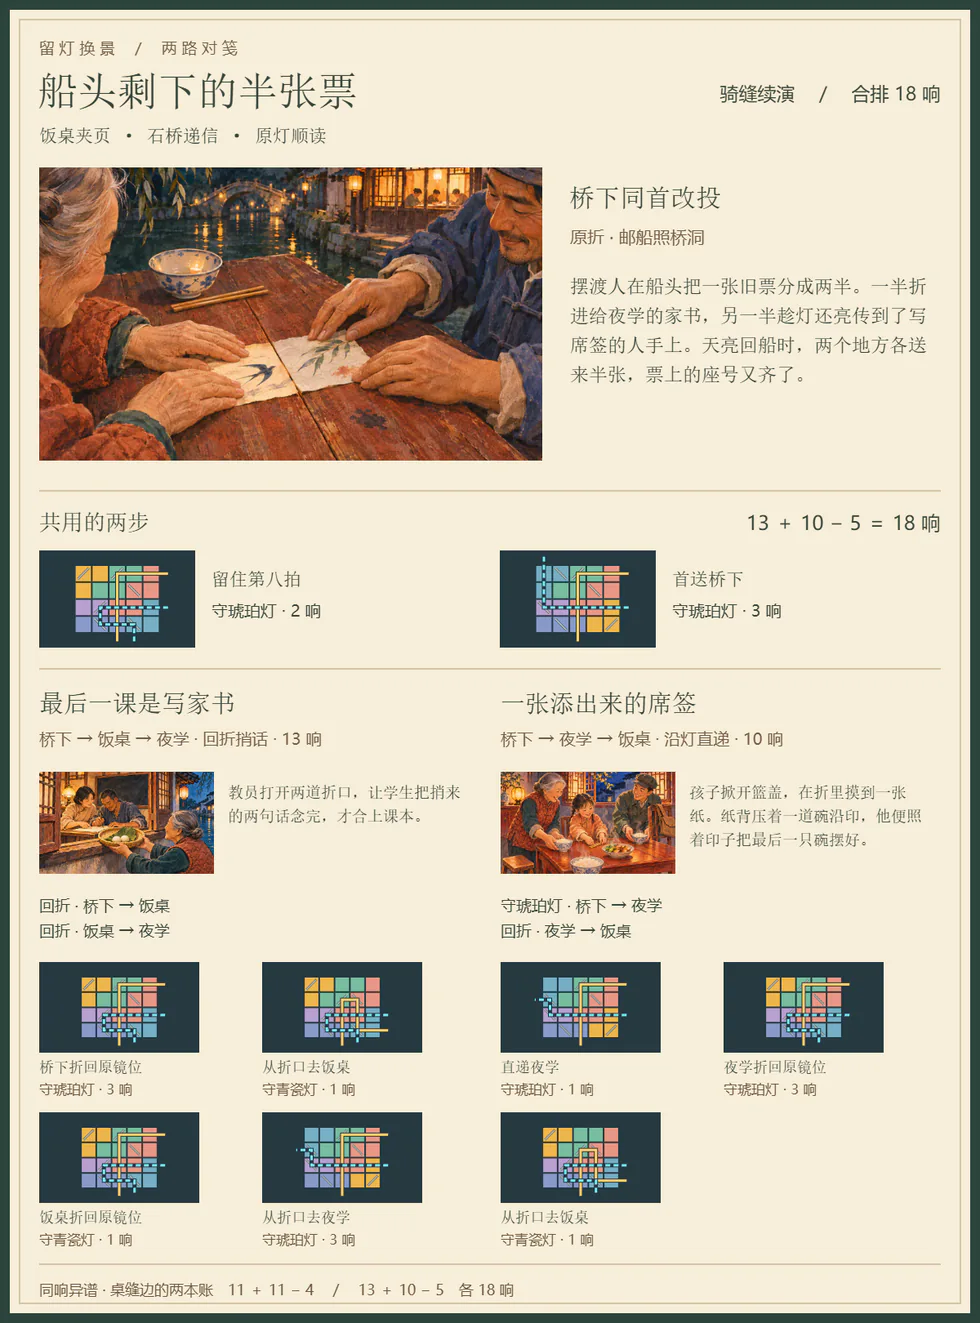 留灯换景 / 两路对笺
船头剩下的半张票
骑缝续演 / 合排 18 响
饭桌夹页 • 石桥递信 • 原灯顺读
桥下同首改投
原折 · 邮船照桥洞
摆渡人在船头把一张旧票分成两半。一半折
进给夜学的家书，另一半趁灯还亮传到了写
席签的人手上。天亮回船时，两个地方各送
来半张，票上的座号又齐了。
共用的两步
13 + 10 − 5 = 18 响
留住第八拍
守琥珀灯 · 2 响
首送桥下
守琥珀灯 · 3 响
最后一课是写家书
桥下 → 饭桌 → 夜学 · 回折捎话 · 13 响
教员打开两道折口，让学生把捎来
的两句话念完，才合上课本。
回折 · 桥下 → 饭桌
回折 · 饭桌 → 夜学
一张添出来的席签
桥下 → 夜学 → 饭桌 · 沿灯直递 · 10 响
孩子掀开篮盖，在折里摸到一张
纸。纸背压着一道碗沿印，他便照
着印子把最后一只碗摆好。
守琥珀灯 · 桥下 → 夜学
回折 · 夜学 → 饭桌
桥下折回原镜位
守琥珀灯 · 3 响
从折口去饭桌
守青瓷灯 · 1 响
直递夜学
守琥珀灯 · 1 响
夜学折回原镜位
守琥珀灯 · 3 响
饭桌折回原镜位
守青瓷灯 · 1 响
从折口去夜学
守琥珀灯 · 3 响
从折口去饭桌
守青瓷灯 · 1 响
同响异谱 · 桌缝边的两本账 11 + 11 − 4 / 13 + 10 − 5 各 18 响